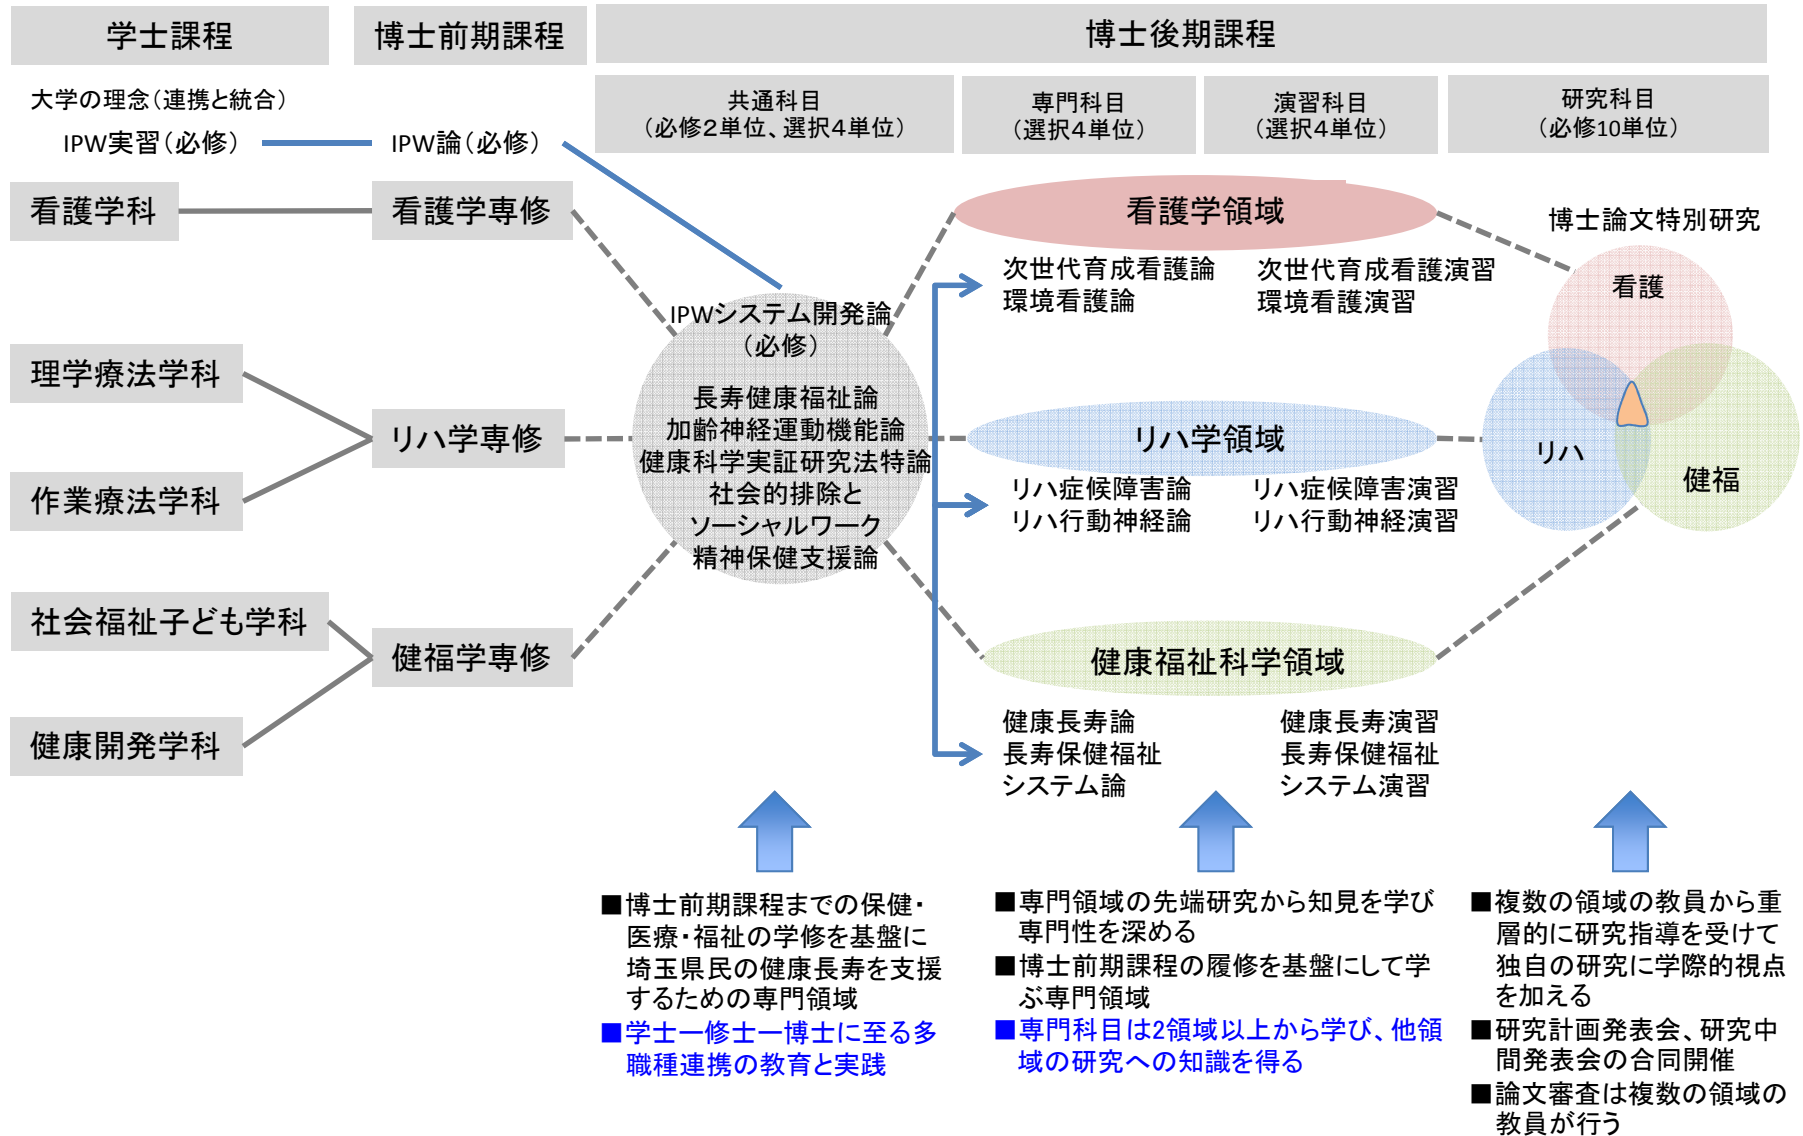 学士課程
博士前期課程
博士後期課程
大学の理念（連携と統合）
IPW実習（必修）
IPW論（必修）
共通科目
（必修２単位、選択４単位）
専門科目
（選択４単位）
演習科目
（選択４単位）
研究科目
（必修10単位）
看護学科
理学療法学科
作業療法学科
社会福祉子ども学科
健康開発学科
看護学専修
リハ学専修
健福学専修
IPWシステム開発論
（必修）
長寿健康福祉論
加齢神経運動機能論
健康科学実証研究法特論
社会的排除と
ソーシャルワーク
精神保健支援論
看護学領域
次世代育成看護論
環境看護論
次世代育成看護演習
環境看護演習
リハ学領域
リハ症候障害論
リハ行動神経論
リハ症候障害演習
リハ行動神経演習
健康福祉科学領域
健康長寿論
長寿保健福祉
システム論
健康長寿演習
長寿保健福祉
システム演習
博士論文特別研究
看護
リハ
健福
■博士前期課程までの保健・
医療・福祉の学修を基盤に
埼玉県民の健康長寿を支援
するための専門領域
■学士ー修士ー博士に至る多
職種連携の教育と実践
■専門領域の先端研究から知見を学び
専門性を深める
■博士前期課程の履修を基盤にして学
ぶ専門領域
■専門科目は2領域以上から学び、他領
域の研究への知識を得る
■複数の領域の教員から重
層的に研究指導を受けて
独自の研究に学際的視点
を加える
■研究計画発表会、研究中
間発表会の合同開催
■論文審査は複数の領域の
教員が行う